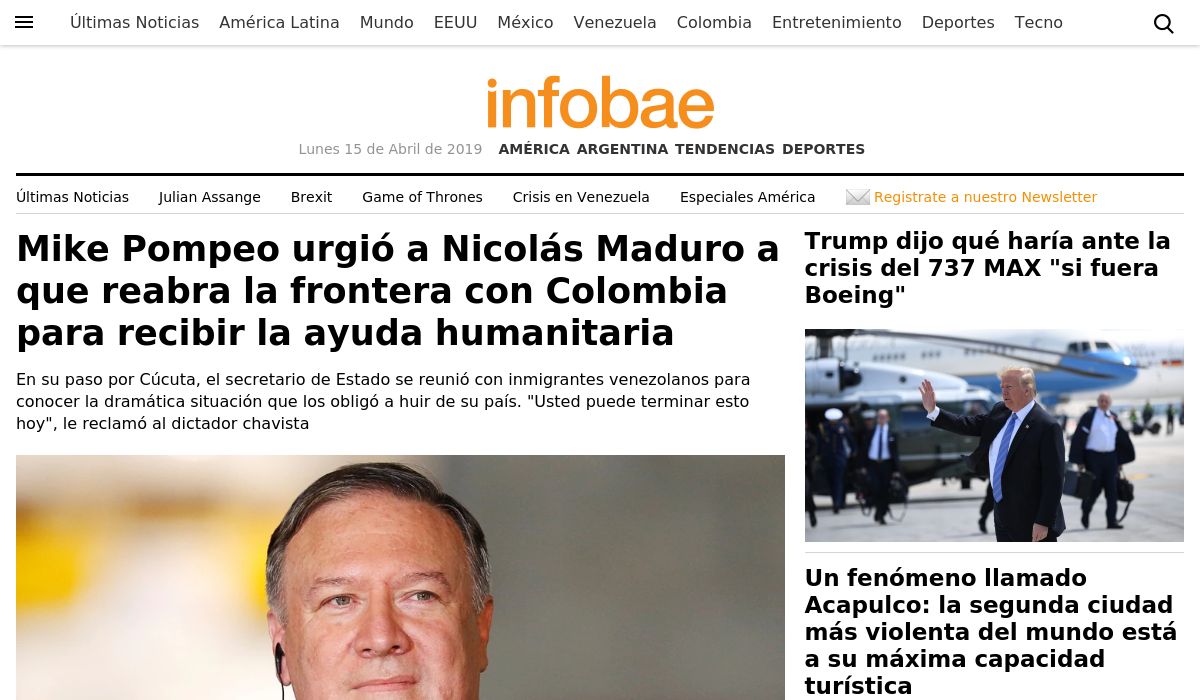 Últimas Noticias América Latina Mundo EEUU México Venezuela Colombia Entretenimiento Deportes Tecno
infobae
Lunes 15 de Abril de 2019 AMÉRICA ARGENTINA TENDENCIAS DEPORTES
Últimas Noticias Julian Assange Brexit Game of Thrones Crisis en Venezuela Especiales América Registrate a nuestro Newsletter
Mike Pompeo urgió a Nicolás Maduro a
que reabra la frontera con Colombia
para recibir la ayuda humanitaria
En su paso por Cúcuta, el secretario de Estado se reunió con inmigrantes venezolanos para
conocer la dramática situación que los obligó a huir de su país. "Usted puede terminar esto
hoy", le reclamó al dictador chavista
Trump dijo qué haría ante la
crisis del 737 MAX "si fuera
Boeing"
Un fenómeno llamado
Acapulco: la segunda ciudad
más violenta del mundo está
a su máxima capacidad
turística